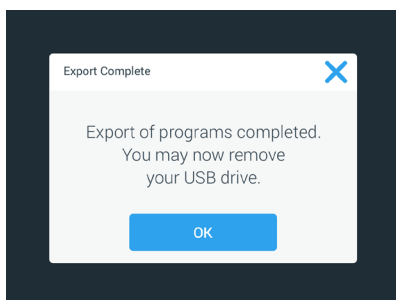 Export Complete
Export of programs completed.
You may now remove
your USB drive.
OK